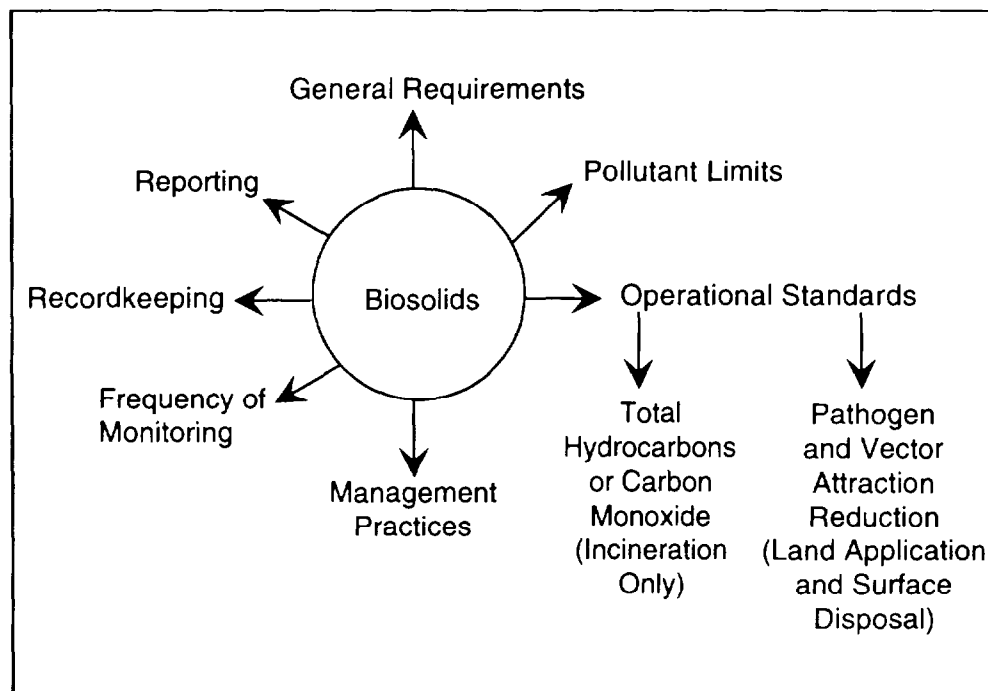 General Requirements
Pollutant Limits
Reporting
Recordkeeping
Biosolids
Operational Standards
Frequency of
Monitoring
Management
Practices
Total
Hydrocarbons
or Carbon
Monoxide
(Incineration
Only)
Pathogen
and Vector
Attraction
Reduction
(Land Application
and Surface
Disposal)